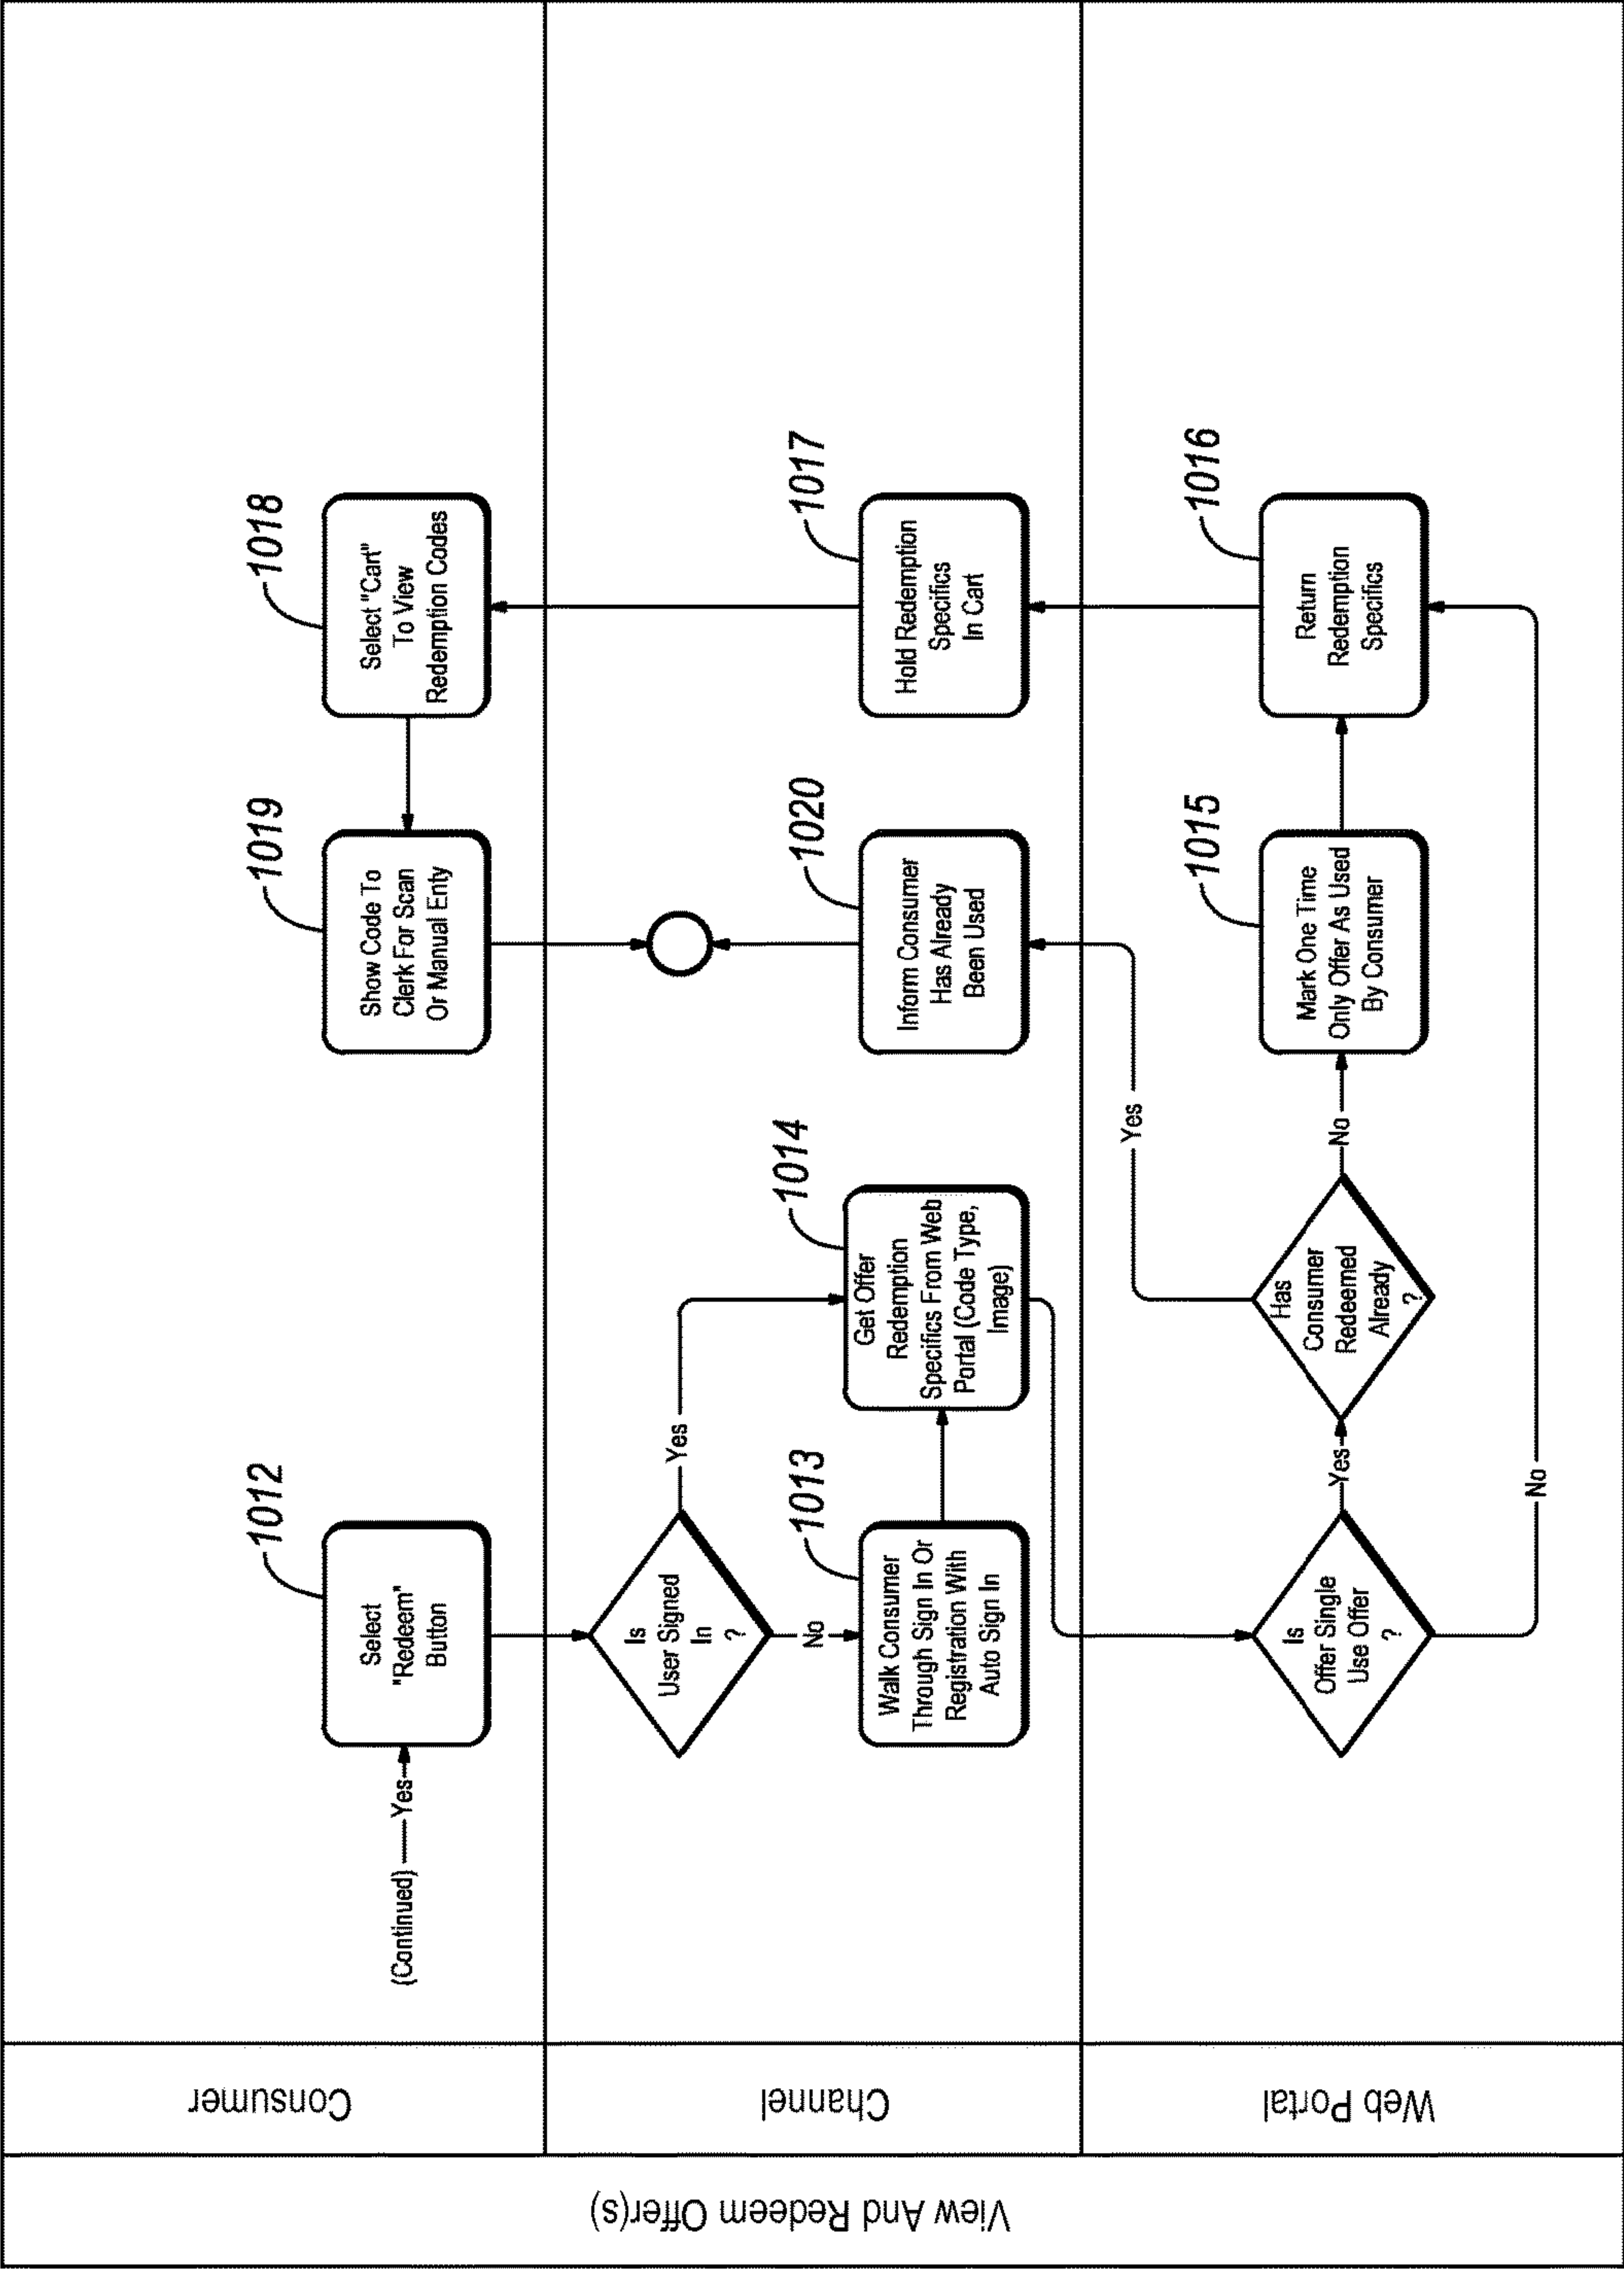 View And Redeem Offer(s)
Consumer
Channel
Web Portal
(Continued)
Yes
1012
Select
"Redeem"
Button
1019
Show Code To
Clerk For Scan
Or Manual Enty
1018
Select "Cart"
To View
Redemption Codes
Is
User Signed
In
?
Yes
No
1013
Walk Consumer
Through Sign In Or
Registration With
Auto Sign In
1014
Get Offer
Redemption
Specifics From Web
Portal (Code Type,
Image)
1020
Inform Consumer
Has Already
Been Used
1017
Hold Redemption
Specifics
In Cart
Is
Offer Single
Use Offer
?
Yes
No
Has
Consumer
Redeemed
Already
?
Yes
No
1015
Mark One Time
Only Offer As Used
By Consumer
1016
Return
Redemption
Specifics